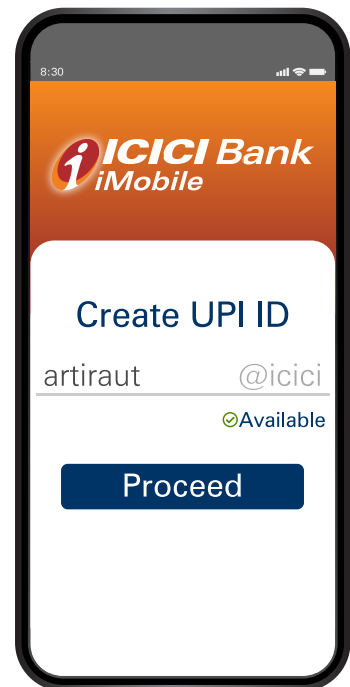 8:30
ICICI Bank
iMobile
Create UPI ID
artiraut @icici
Available
Proceed